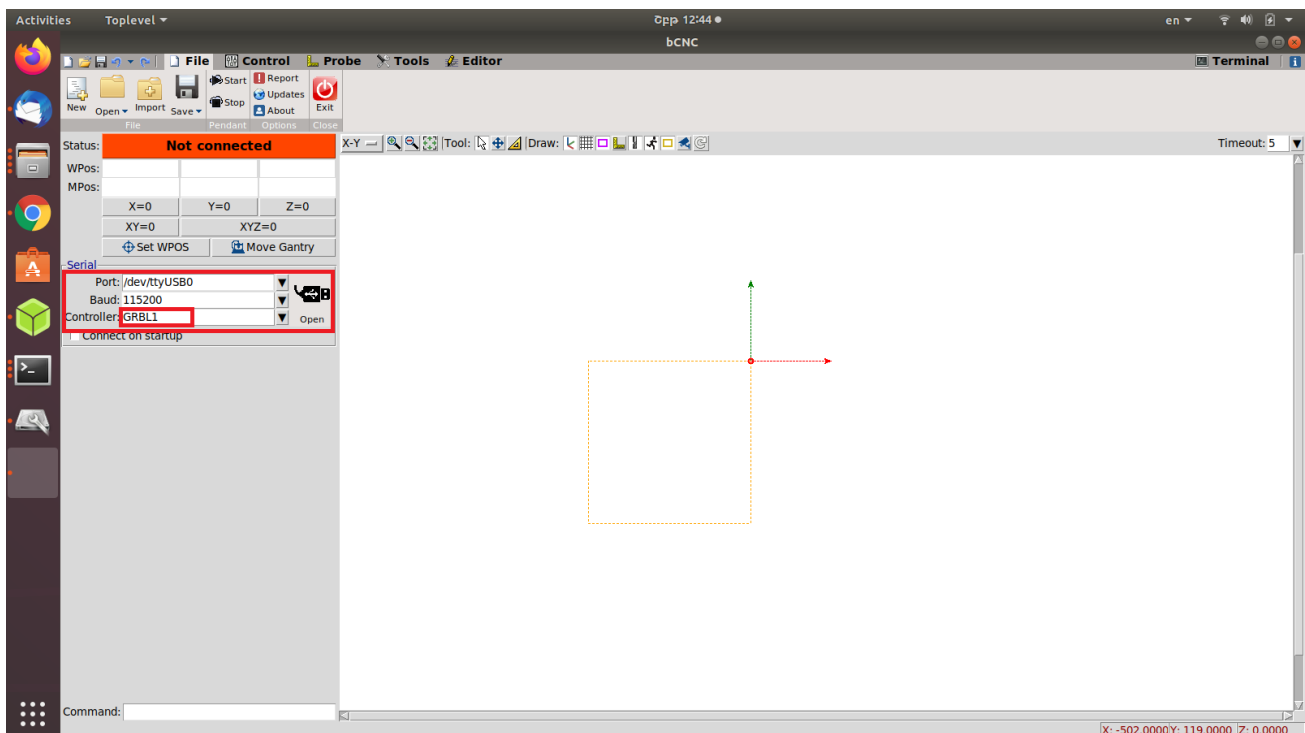 Activities Toplevel Շբթ 12:44 en
bCNC
File Control Probe Tools Editor Terminal
New Open Import Save Start Stop Report Updates About Exit
File Pendant Options Close
Status: Not connected X-Y Tool: Draw: Timeout: 5
WPos:
MPos:
X=0 Y=0 Z=0
XY=0 XYZ=0
Set WPOS Move Gantry
Serial
Port: /dev/ttyUSB0
Baud: 115200
Controller: GRBL1 Open
Connect on startup
Command:
X: -502.0000 Y: 119.0000 Z: 0.0000